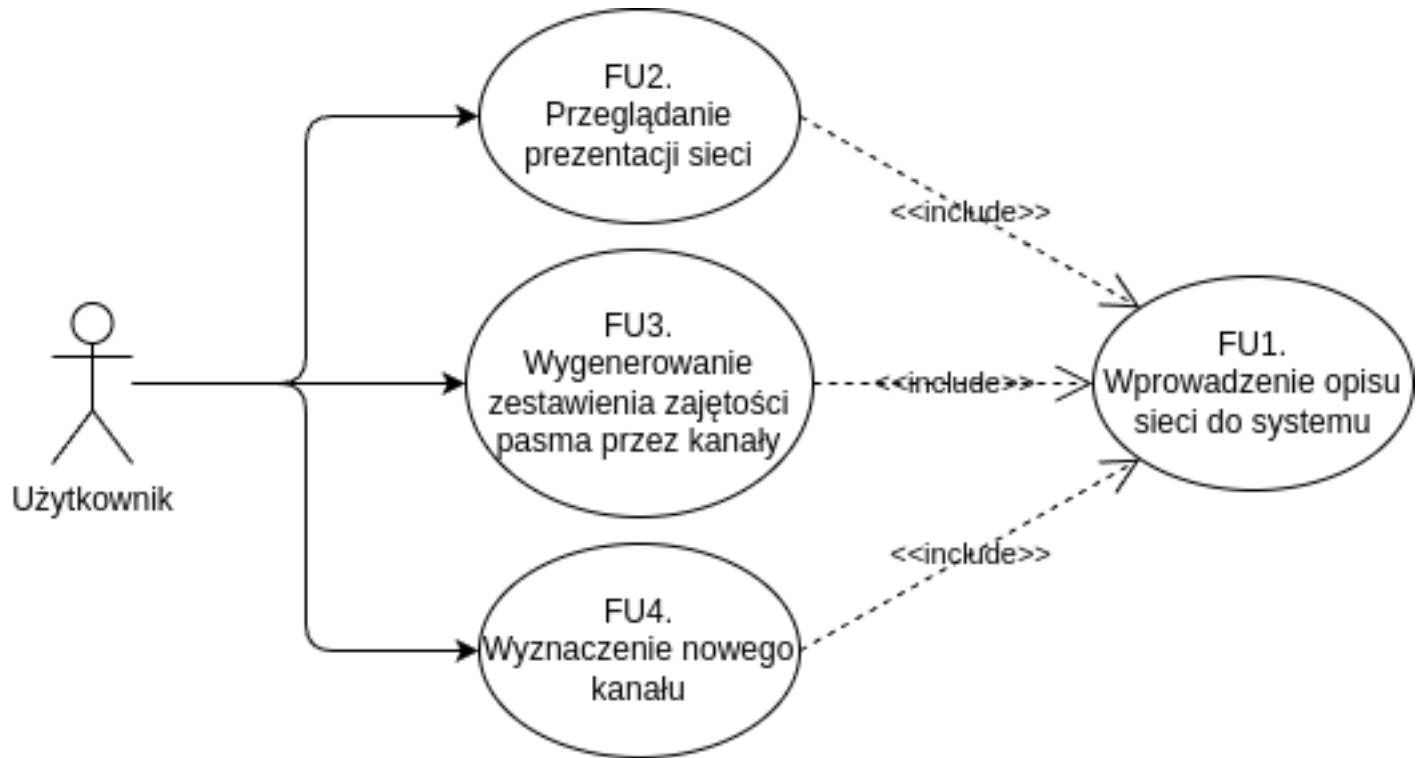 FU2.
Przeglądanie
prezentacji sieci
<<include>>
FU3.
Wygenerowanie
zestawienia zajętości
pasma przez kanały
<<include>>
FU1.
Wprowadzenie opisu
sieci do systemu
Użytkownik
<<include>>
FU4.
Wyznaczenie nowego
kanału